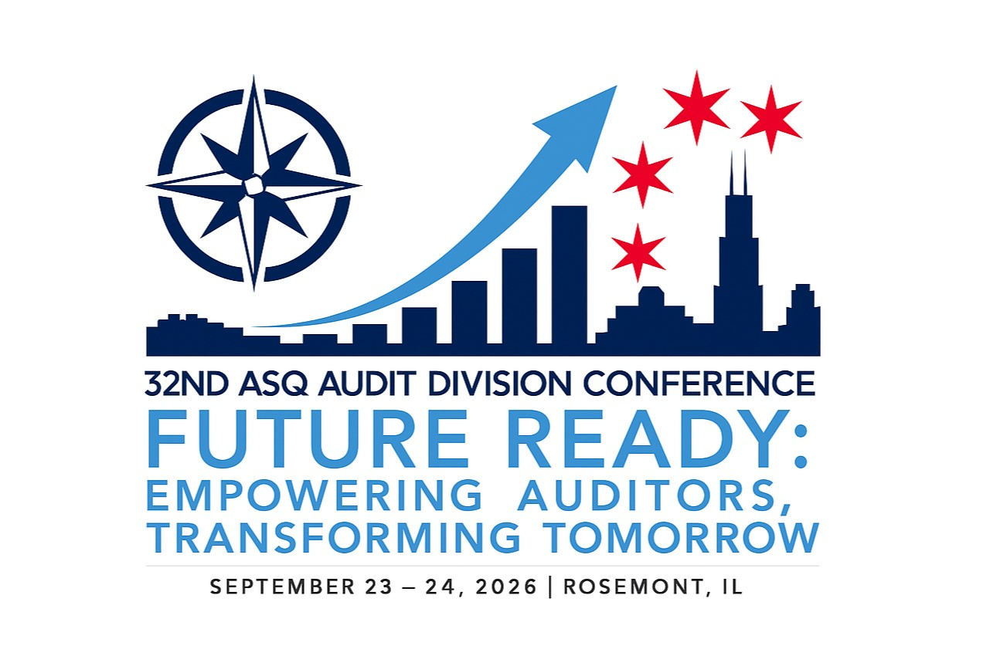 32ND ASQ AUDIT DIVISION CONFERENCE
FUTURE READY:
EMPOWERING AUDITORS,
TRANSFORMING TOMORROW
SEPTEMBER 23 – 24, 2026 | ROSEMONT, IL